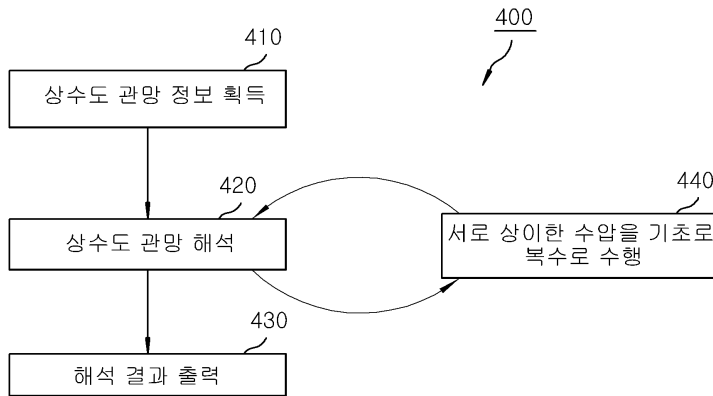 400
410
상수도 관망 정보 획득
420
상수도 관망 해석
440
서로 상이한 수압을 기초로
복수로 수행
430
해석 결과 출력